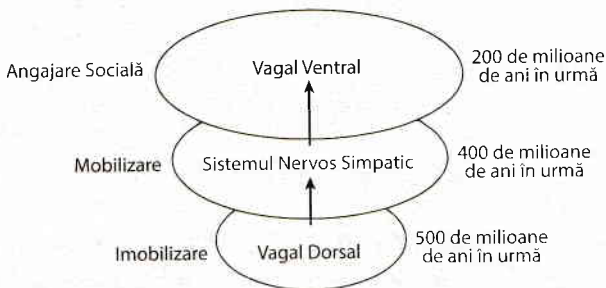 Angajare Socială
Vagal Ventral
200 de milioane
de ani în urmă
Mobilizare
Sistemul Nervos Simpatic
400 de milioane
de ani în urmă
Imobilizare
Vagal Dorsal
500 de milioane
de ani în urmă